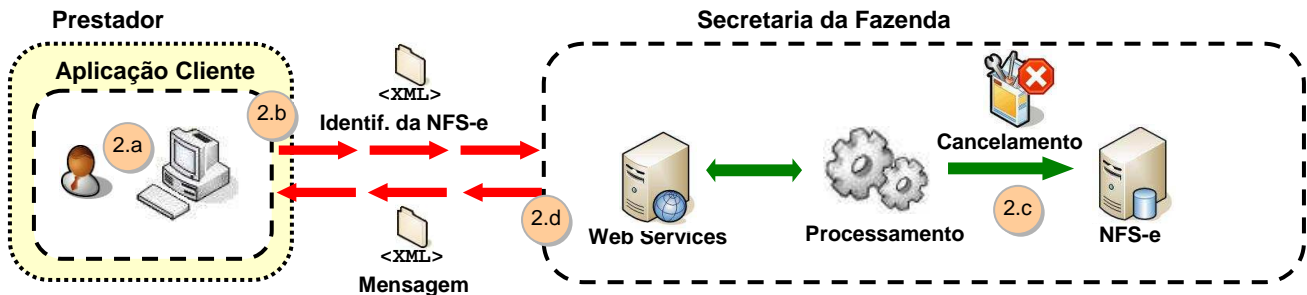 Prestador
Secretaria da Fazenda
Aplicação Cliente
2.a
2.b
<XML>
Identif. da NFS-e
<XML>
Mensagem
2.d
Web Services
Processamento
Cancelamento
2.c
NFS-e